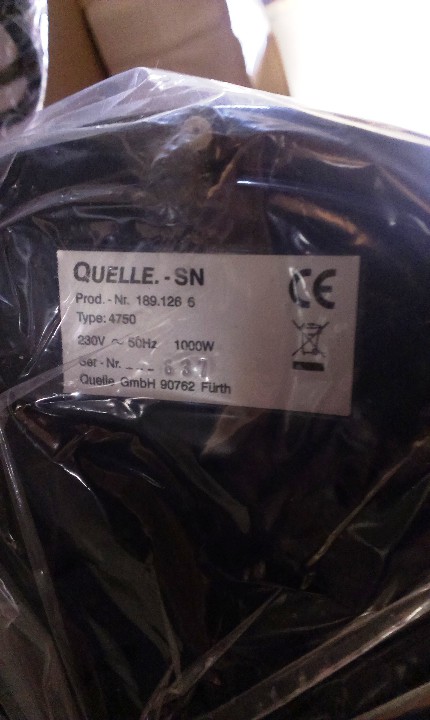 QUELLE. - SN
Prod. - Nr. 189.126 6
Type: 4750
230V ~ 50Hz 1000W
Ser - Nr. 637
Quelle GmbH 90762 Fürth
CE